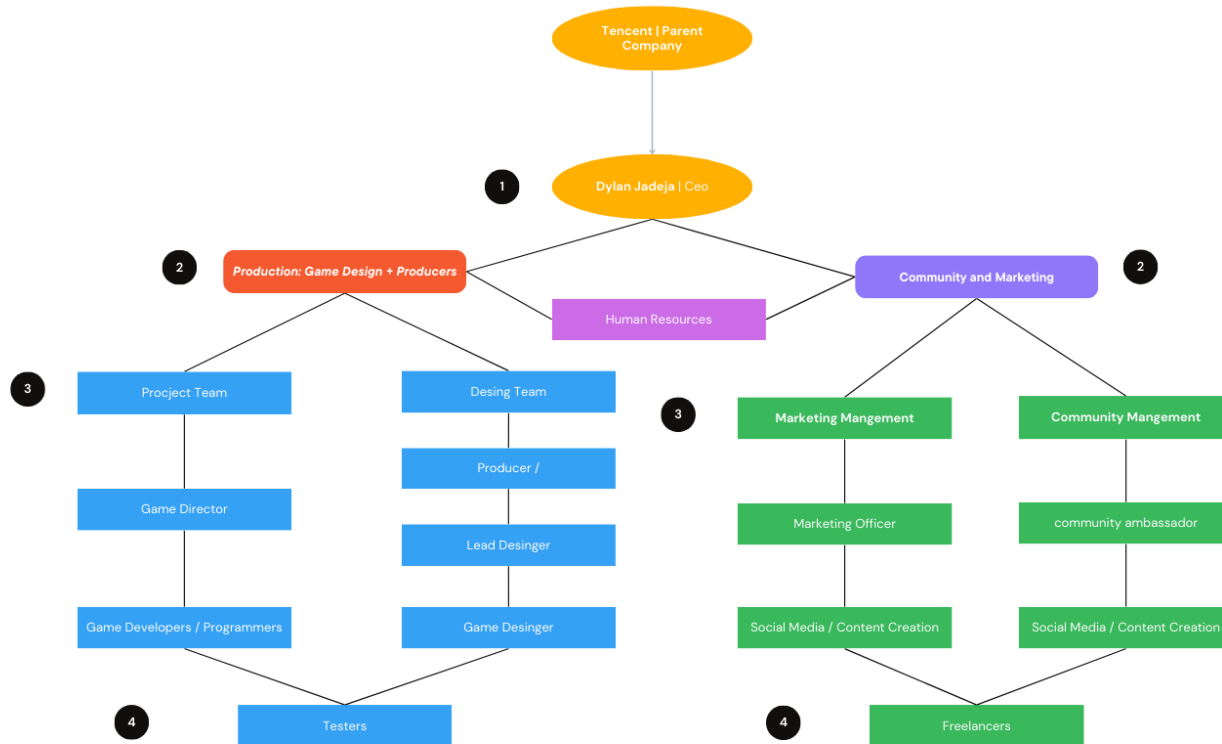 Tencent | Parent
Company
1
Dylan Jadeja | Ceo
2
Production: Game Design + Producers
Community and Marketing
2
Human Resources
3
Procject Team
Desing Team
3
Marketing Mangement
Community Mangement
Producer /
Game Director
Marketing Officer
community ambassador
Lead Desinger
Game Developers / Programmers
Game Desinger
Social Media / Content Creation
Social Media / Content Creation
4
Testers
4
Freelancers